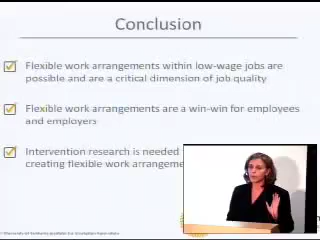 Conclusion
Flexible work arrangements within low-wage jobs are
possible and are a critical dimension of job quality
Flexible work arrangements are a win-win for employees
and employers
Intervention research is needed
creating flexible work arrangeme